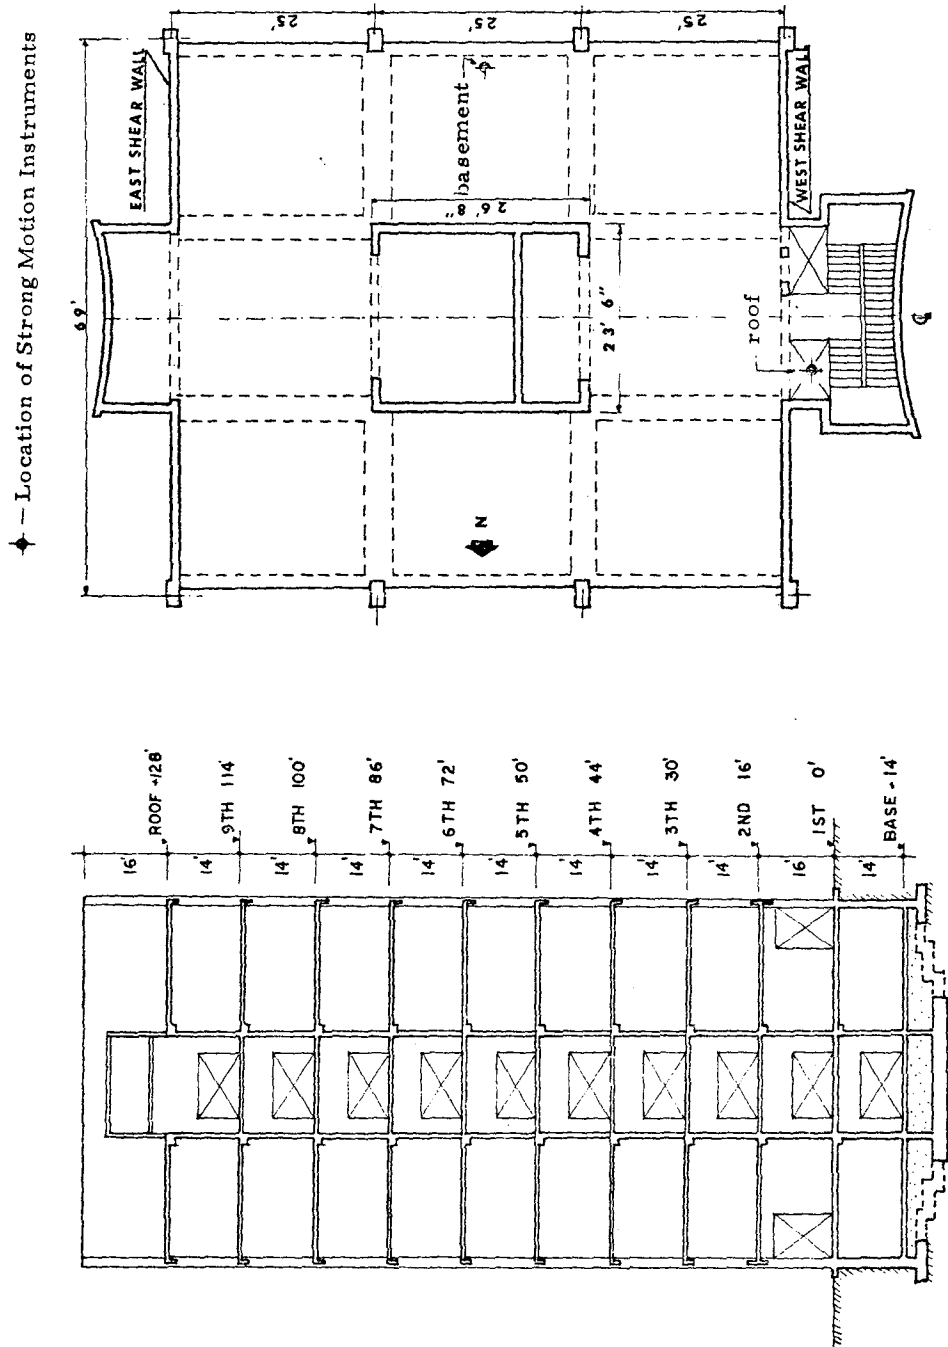 ⌖ – Location of Strong Motion Instruments
69'
EAST SHEAR WALL
25'
25'
25'
basement
26' 8"
23' 6"
N
roof
WEST SHEAR WALL
℄
16'
ROOF +128'
14'
9TH 114'
14'
8TH 100'
14'
7TH 86'
14'
6TH 72'
14'
5TH 50'
14'
4TH 44'
14'
3TH 30'
14'
2ND 16'
16
1ST 0'
14'
BASE -14'